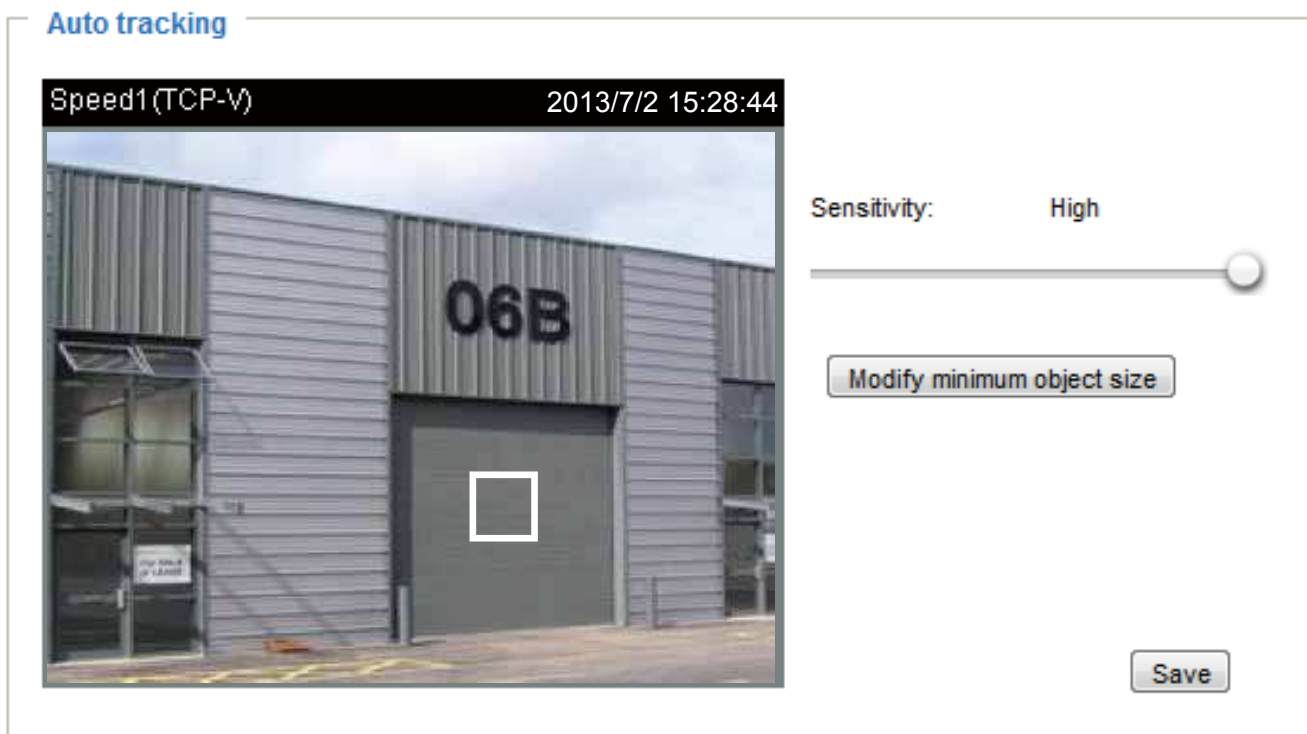 Auto tracking
Speed1(TCP-V) 2013/7/2 15:28:44
Sensitivity: High
06B
Modify minimum object size
Save